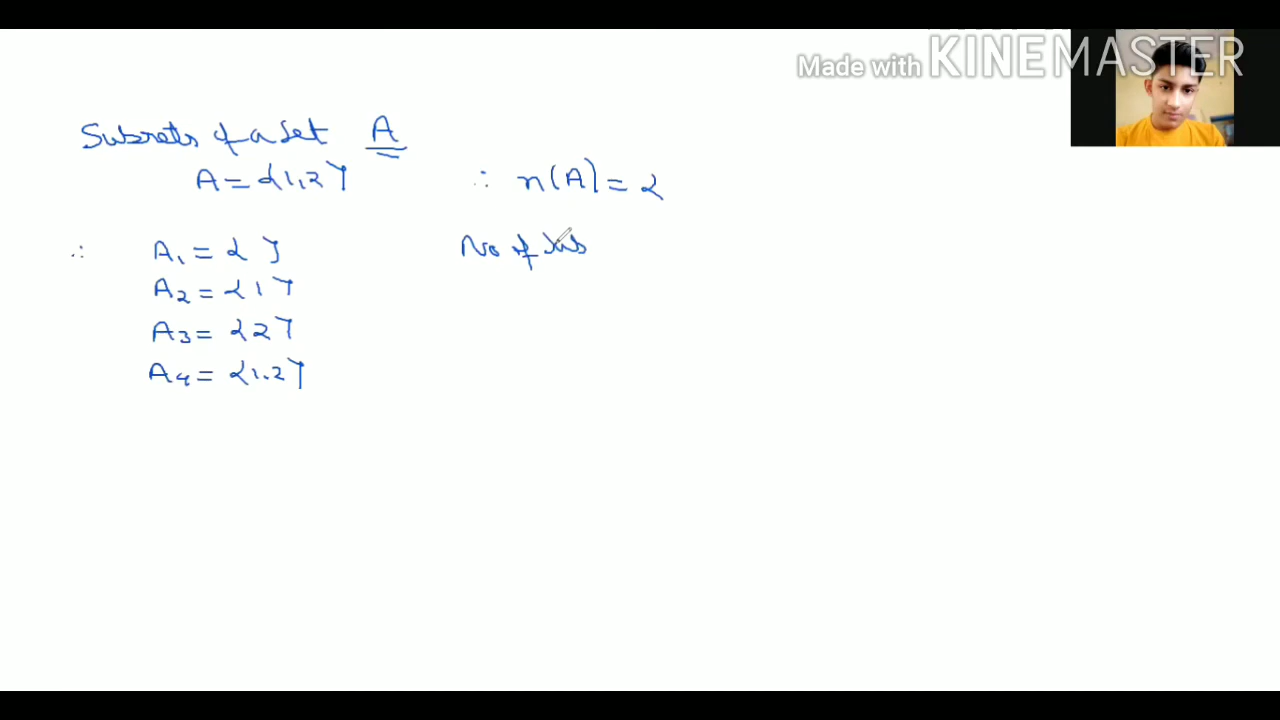 Made with KINEMASTER
Subsets of a set A
A = {1,2} ∴ n(A) = 2
∴ A₁ = { } No of sub
A₂ = {1}
A₃ = {2}
A₄ = {1,2}